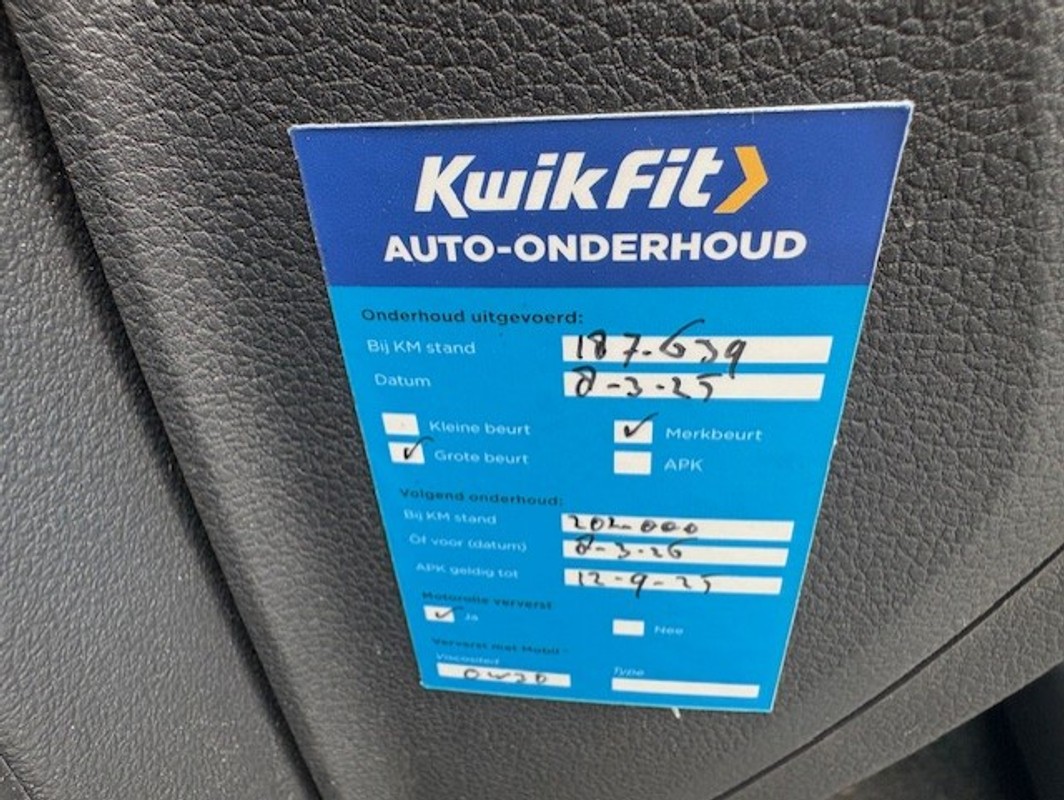 KwikFit
AUTO-ONDERHOUD
Onderhoud uitgevoerd:
Bij KM stand 187.639
Datum 8-3-25
Kleine beurt ✓ Merkbeurt
✓ Grote beurt APK
Volgend onderhoud:
Bij KM stand 202.000
Of voor (datum) 8-3-26
APK geldig tot 12-9-25
Motorolie ververst
✓ Ja Nee
Ververst met Mobil -
Viscositeit Type
0W20